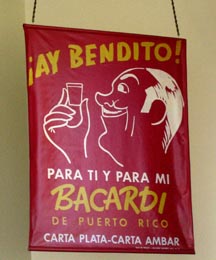 ¡AY BENDITO!
PARA TI Y PARA MI
BACARDI
DE PUERTO RICO
CARTA PLATA-CARTA AMBAR